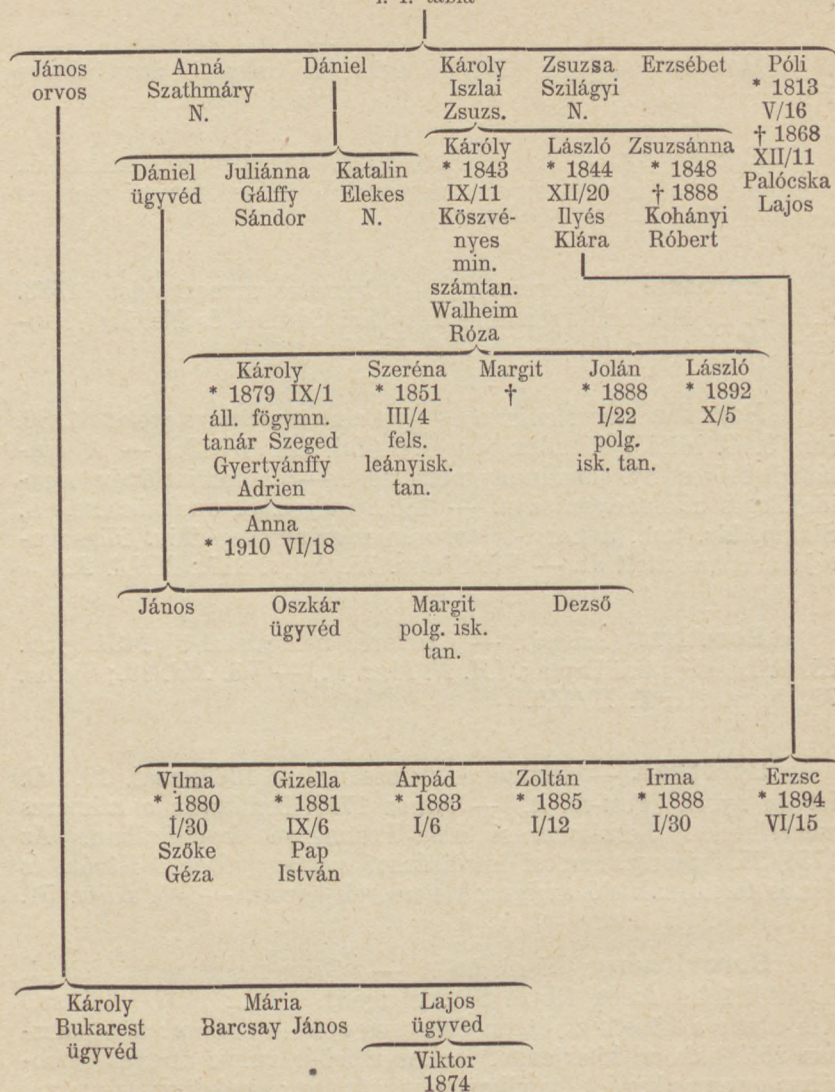 János
orvos
Anná
Szathmáry
N.
Dániel
Károly
Iszlai
Zsuzs.
Zsuzsa
Szilágyi
N.
Erzsébet
Póli
* 1813
V/16
† 1868
XII/11
Palócska
Lajos
Dániel
ügyvéd
Juliánna
Gálffy
Sándor
Katalin
Elekes
N.
Károly
* 1843
IX/11
Köszvé-
nyes
min.
számtan.
Walheim
Róza
László
* 1844
XII/20
Ilyés
Klára
Zsuzsánna
* 1848
† 1888
Kohányi
Róbert
Károly
* 1879 IX/1
áll. fögymn.
tanár Szeged
Gyertyánffy
Adrien
Szeréna
* 1851
III/4
fels.
leányisk.
tan.
Margit
†
Jolán
* 1888
I/22
polg.
isk. tan.
László
* 1892
X/5
Anna
* 1910 VI/18
János
Oszkár
ügyvéd
Margit
polg. isk.
tan.
Dezső
Vilma
* 1880
I/30
Szőke
Géza
Gizella
* 1881
IX/6
Pap
István
Árpád
* 1883
I/6
Zoltán
* 1885
I/12
Irma
* 1888
I/30
Erzsc
* 1894
VI/15
Károly
Bukarest
ügyvéd
Mária
Barcsay János
Lajos
ügyved
Viktor
1874